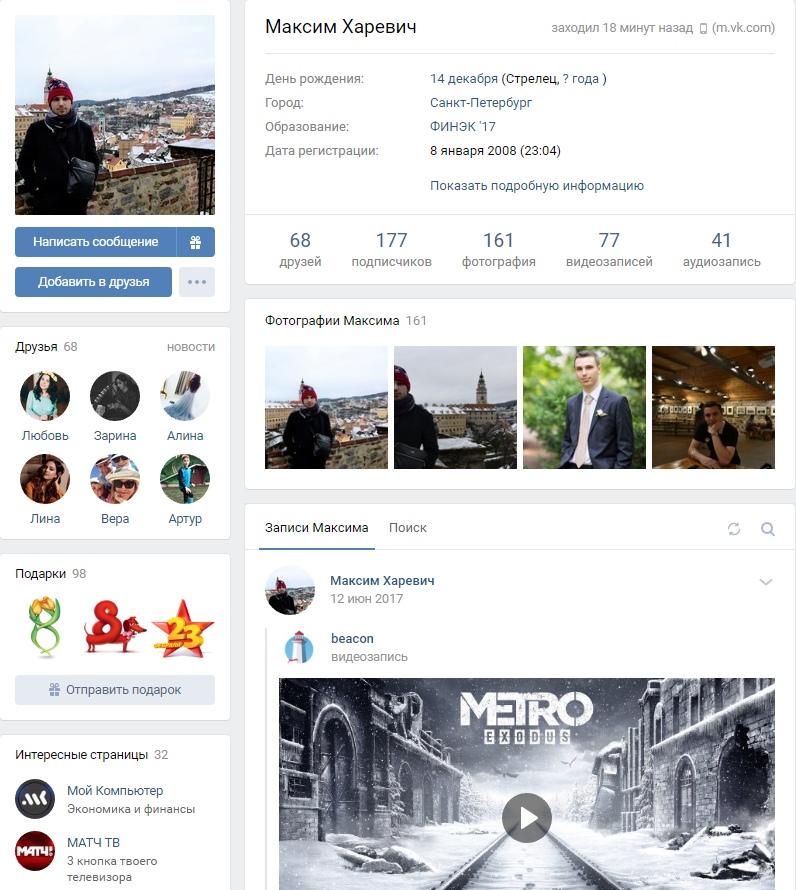 Максим Харевич
заходил 18 минут назад (m.vk.com)
День рождения: 14 декабря (Стрелец, ? года )
Город: Санкт-Петербург
Образование: ФИНЭК '17
Дата регистрации: 8 января 2008 (23:04)
Показать подробную информацию
68 177 161 77 41
друзей подписчиков фотография видеозаписей аудиозапись
Написать сообщение
Добавить в друзья
Друзья 68 новости
Любовь Зарина Алина
Лина Вера Артур
Подарки 98
8 8 23
Отправить подарок
Интересные страницы 32
Мой Компьютер
Экономика и финансы
МАТЧ!
МАТЧ ТВ
3 кнопка твоего
телевизора
Фотографии Максима 161
Записи Максима Поиск
Максим Харевич
12 июн 2017
beacon
видеозапись
METRO
EXODUS